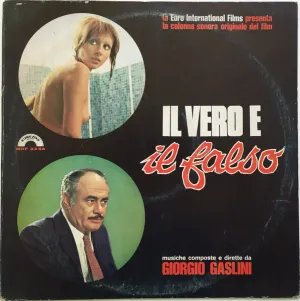 la Euro International Films presenta
la colonna sonora originale del film
IL VERO E
il falso
musiche composte e dirette da
GIORGIO GASLINI